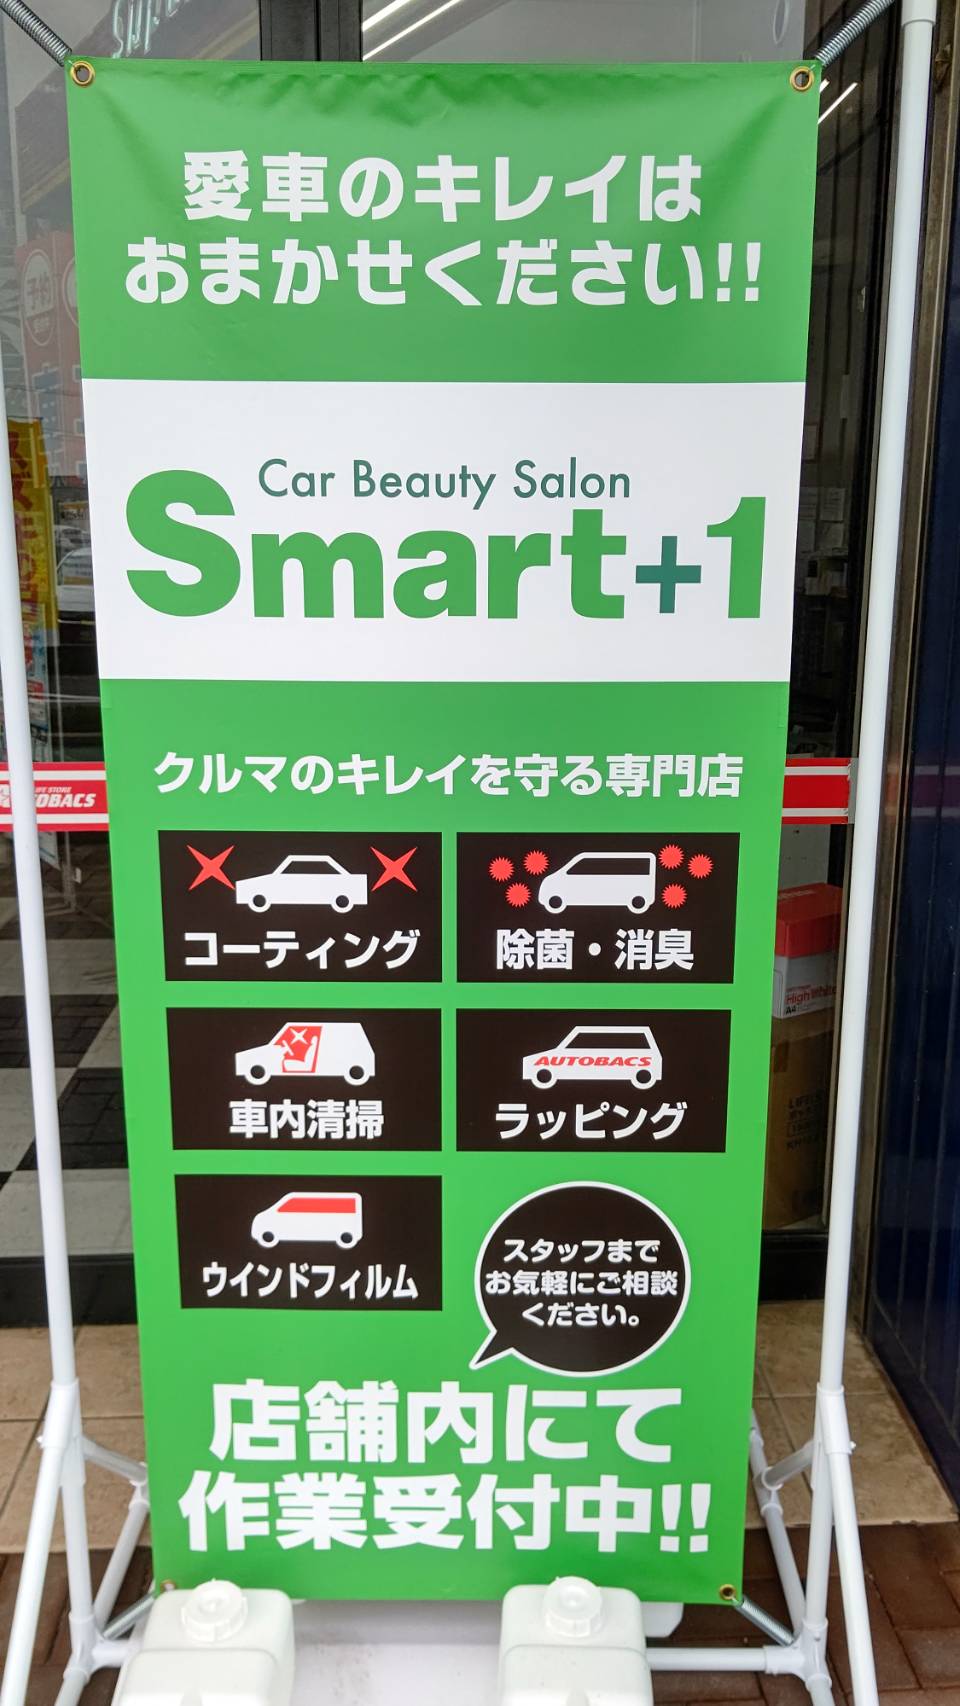 愛車のキレイは
おまかせください!!
Car Beauty Salon
Smart+1
クルマのキレイを守る専門店
コーティング
除菌・消臭
車内清掃
AUTOBACS
ラッピング
ウインドフィルム
スタッフまで
お気軽にご相談
ください。
店舗内にて
作業受付中!!
High White
A4